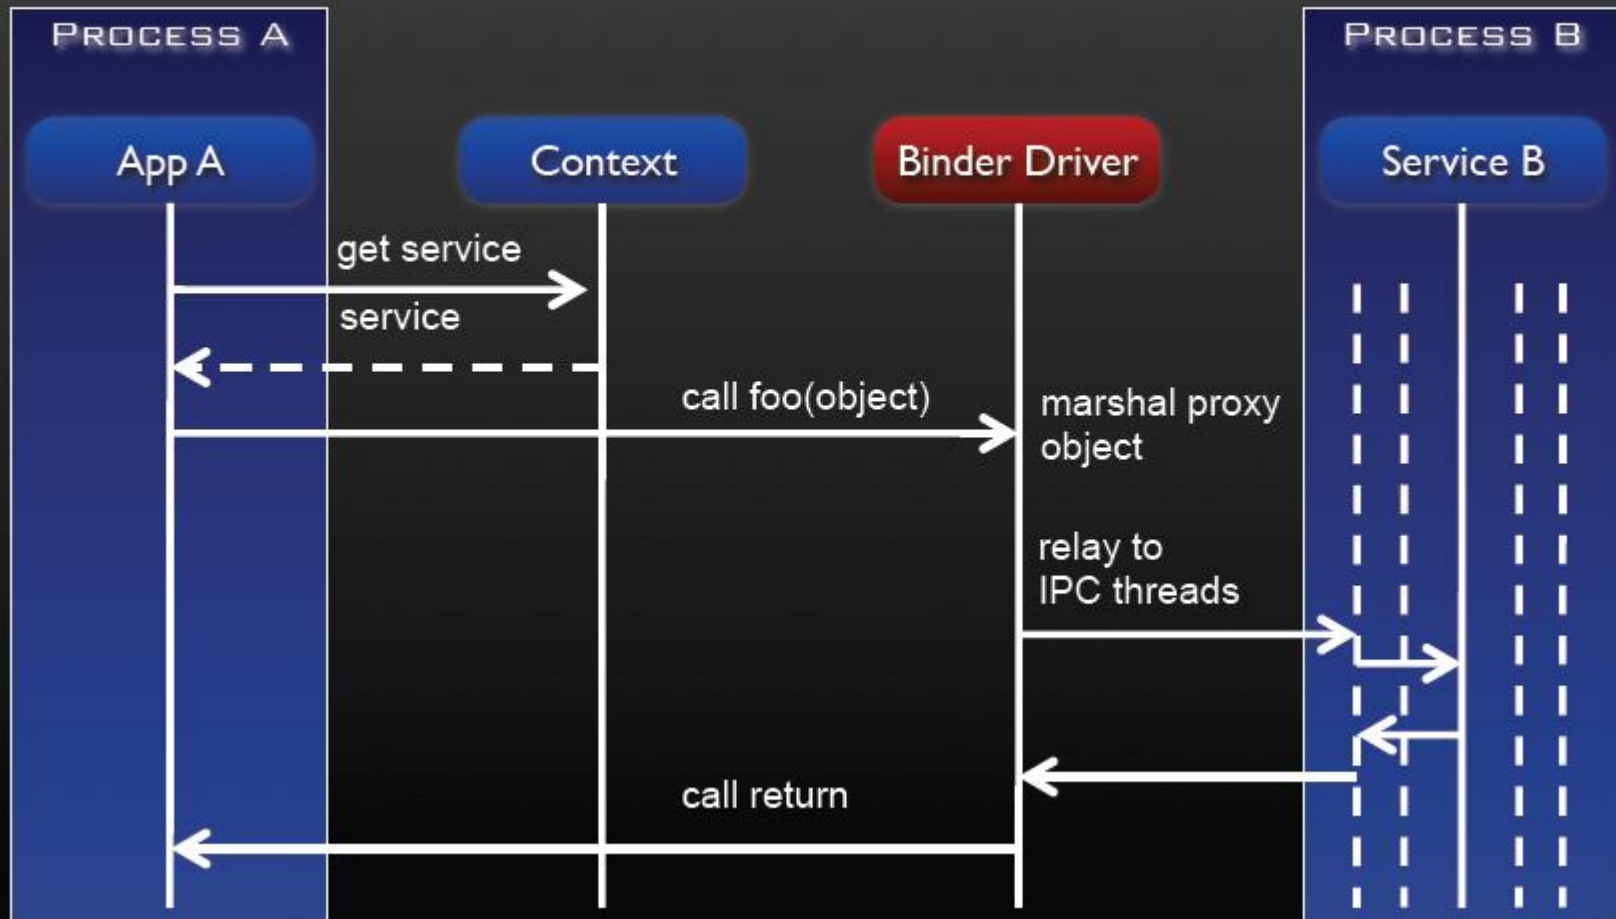 PROCESS A
PROCESS B
App A
Context
Binder Driver
Service B
get service
service
call foo(object)
marshal proxy
object
relay to
IPC threads
call return